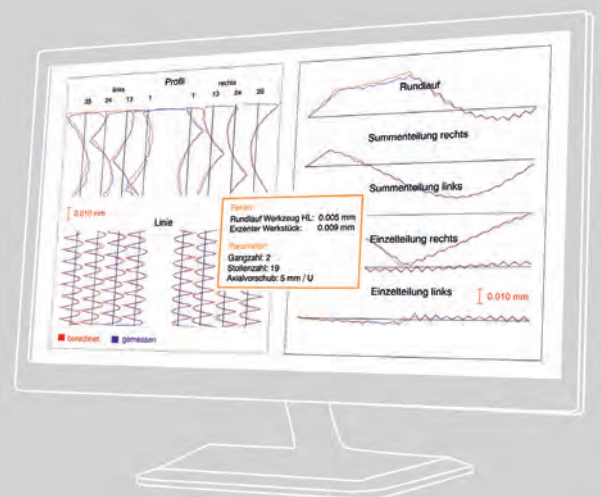 Profil
links
rechts
35 24 13 1
1 13 24 35
0.010 mm
Linie
berechnet
gemessen
Fehler:
Rundlauf Werkzeug HL: 0.005 mm
Exzenter Werkstück: 0.009 mm
Parameter:
Gangzahl: 2
Stollenzahl: 19
Axialvorschub: 5 mm / U
Rundlauf
Summenteilung rechts
Summenteilung links
Einzelteilung rechts
Einzelteilung links
0.010 mm